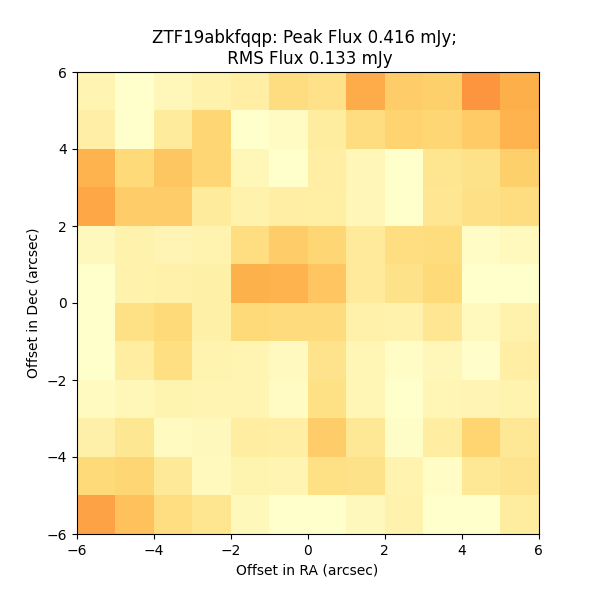 ZTF19abkfqqp: Peak Flux 0.416 mJy;
RMS Flux 0.133 mJy
6
4
2
0
−2
−4
−6
Offset in Dec (arcsec)
−6 −4 −2 0 2 4 6
Offset in RA (arcsec)